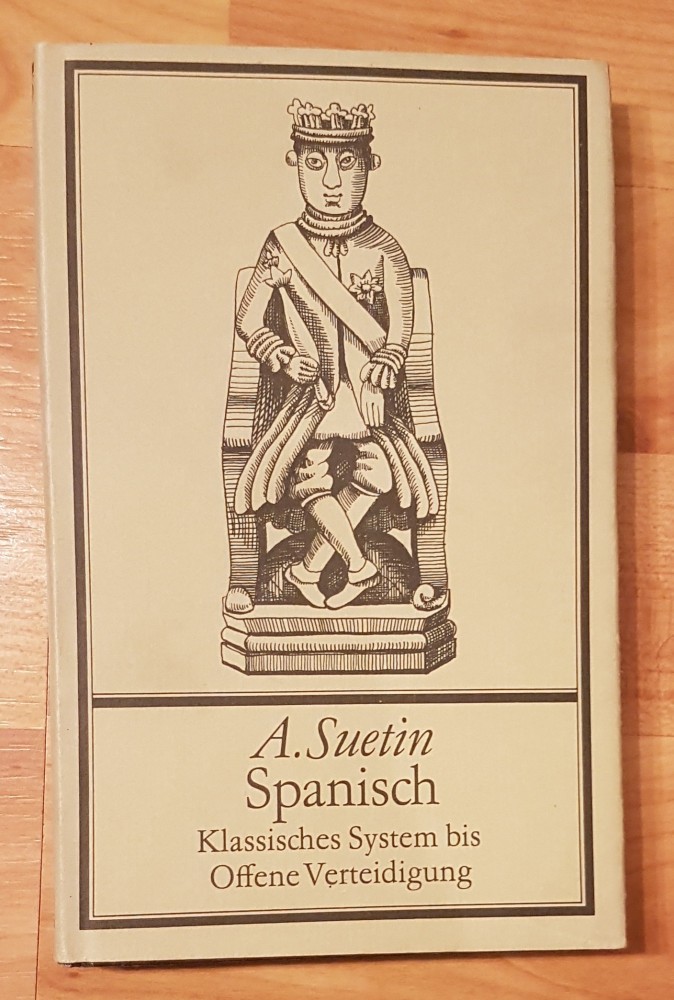 A. Suetin
Spanisch
Klassisches System bis
Offene Verteidigung